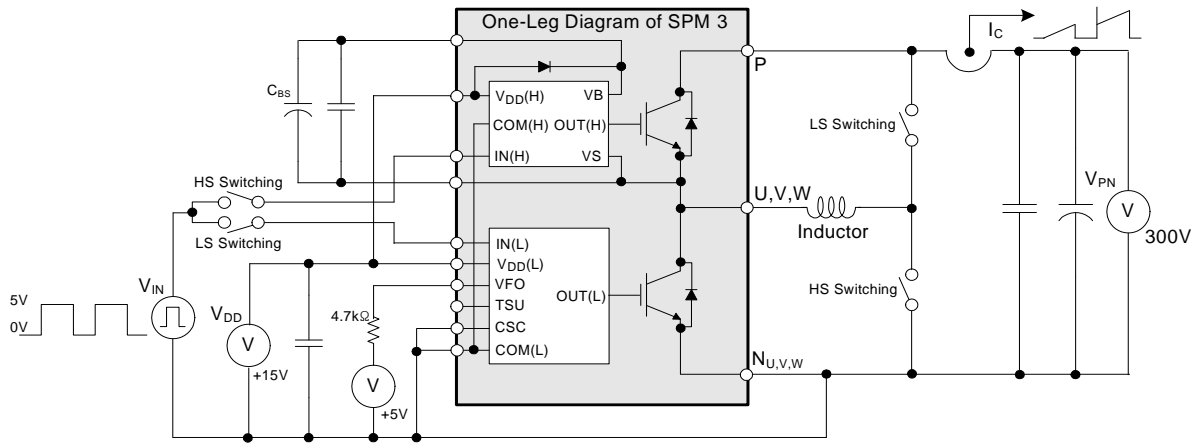 One-Leg Diagram of SPM 3
I_C
P
C_BS
V_DD(H)
VB
COM(H)
OUT(H)
LS Switching
IN(H)
VS
HS Switching
V_PN
U,V,W
V
LS Switching
Inductor
300V
IN(L)
V_DD(L)
V_IN
VFO
OUT(L)
HS Switching
5V
V_DD
TSU
4.7kΩ
0V
CSC
V
COM(L)
N_U,V,W
+15V
V
+5V